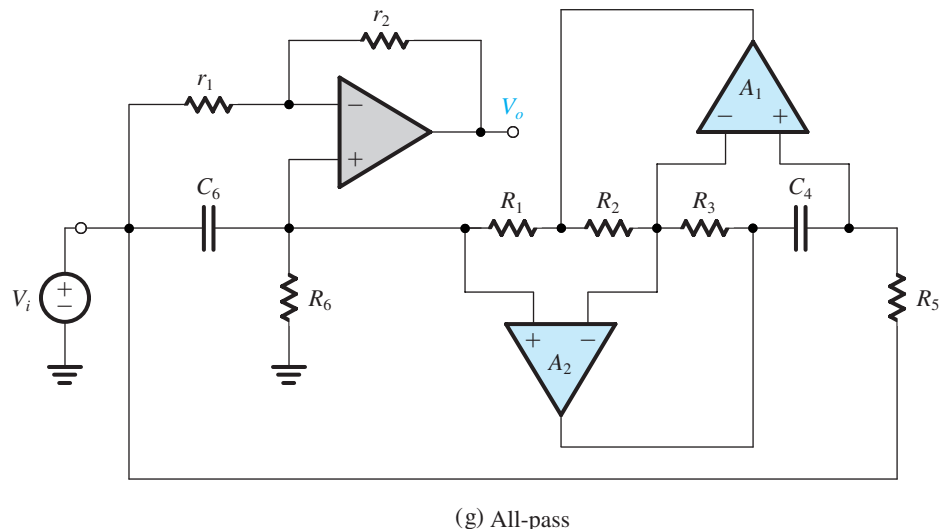 r2
r1
Vo
−
+
A1
−
+
C6
R1
R2
R3
C4
Vi
+
−
R6
R5
+
−
A2
(g) All-pass